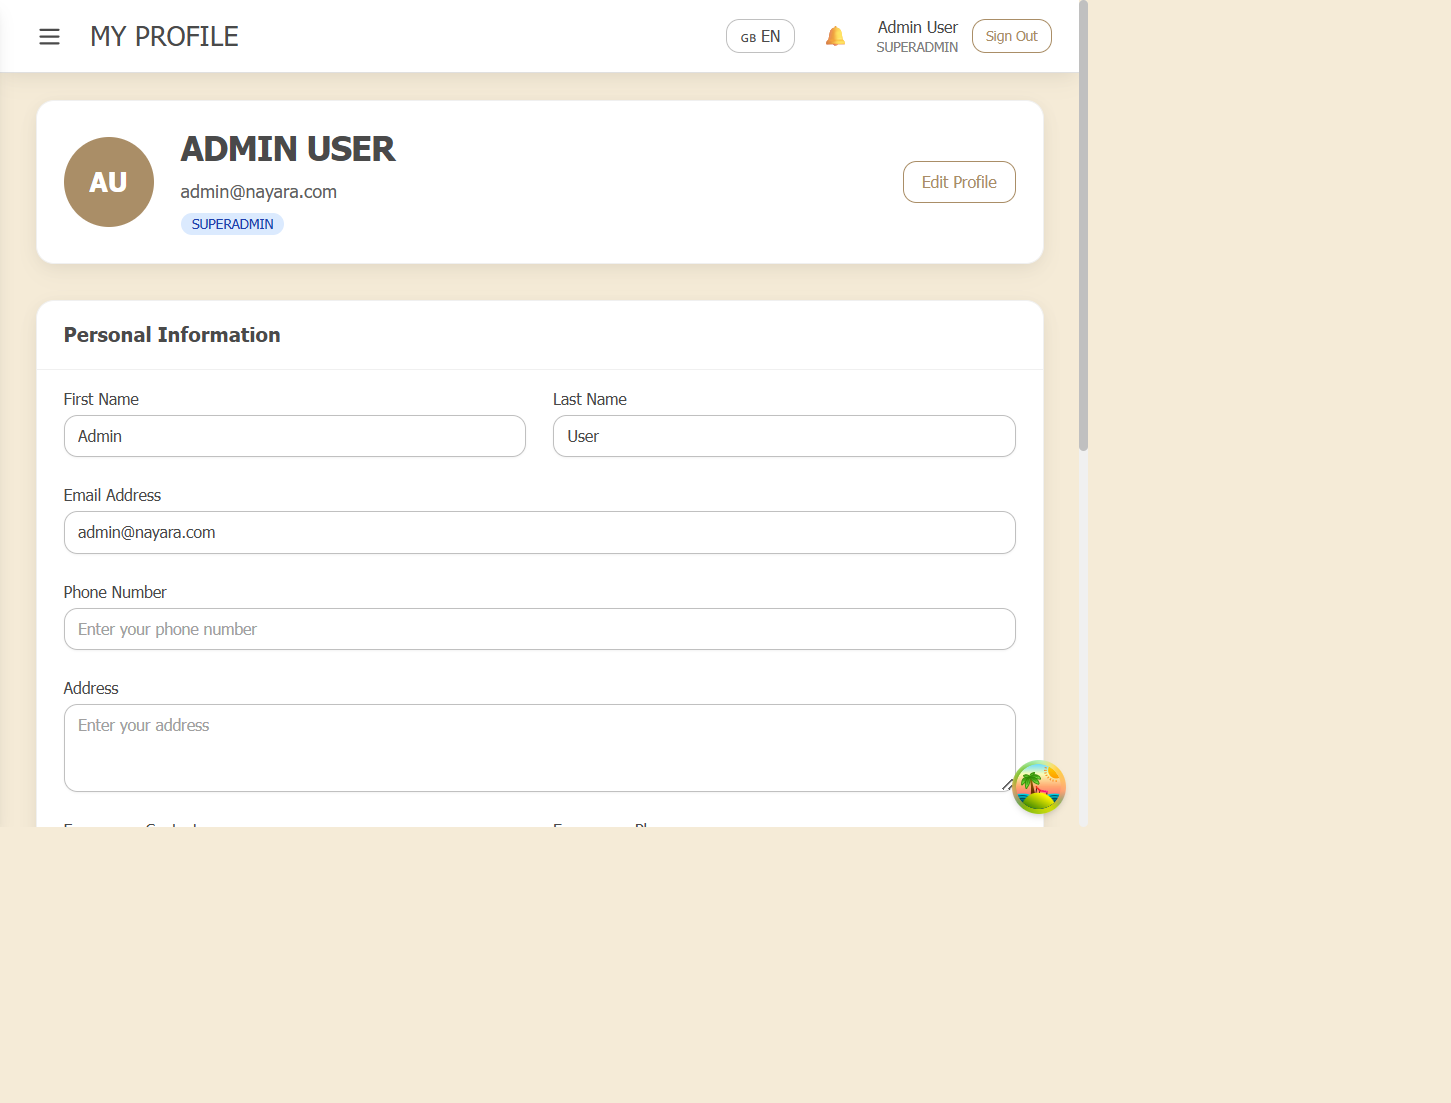 MY PROFILE
GB EN
Admin User
SUPERADMIN
Sign Out
AU
ADMIN USER
admin@nayara.com
SUPERADMIN
Edit Profile
Personal Information
First Name
Last Name
Admin
User
Email Address
admin@nayara.com
Phone Number
Enter your phone number
Address
Enter your address